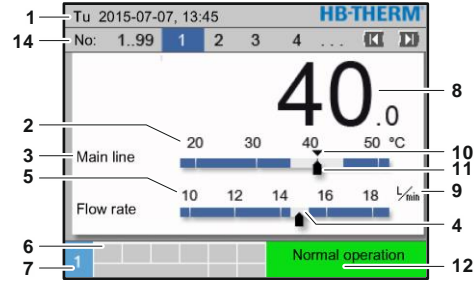 1 Tu 2015-07-07, 13:45 HB-THERM
14 No: 1..99 1 2 3 4 . . .
40.0 8
2 20 30 40 50 °C 10
3 Main line 11
5 10 12 14 16 18 L/min 9
Flow rate 4
6
7 1 Normal operation 12